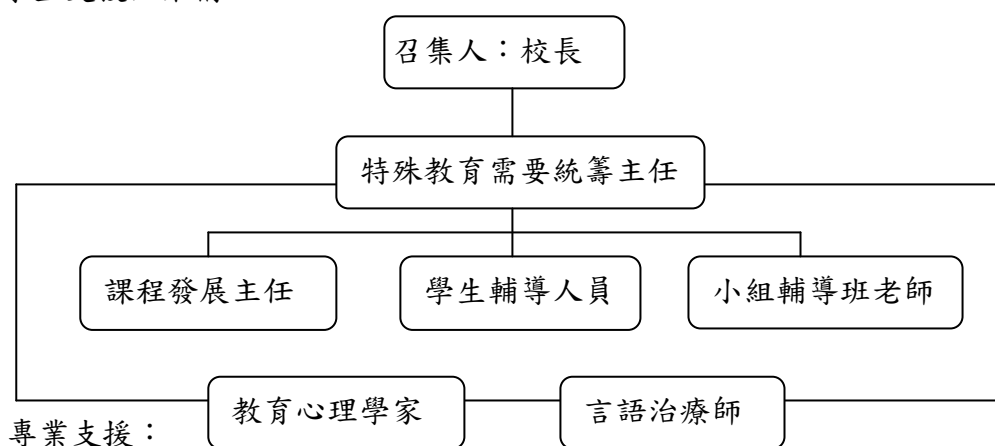 召集人：校長
特殊教育需要統籌主任
課程發展主任
學生輔導人員
小組輔導班老師
教育心理學家
言語治療師
專業支援：